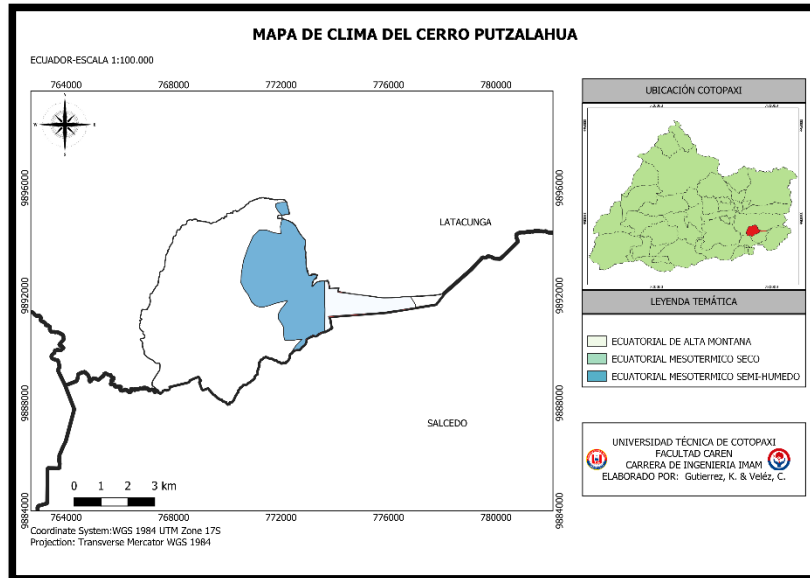 MAPA DE CLIMA DEL CERRO PUTZALAHUA
ECUADOR-ESCALA 1:100.000
764000 768000 772000 776000 780000
9896000 9892000 9888000 9884000
LATACUNGA
SALCEDO
9896000 9892000 9888000 9884000
0 1 2 3 km
764000 768000 772000 776000 780000
Coordinate System:WGS 1984 UTM Zone 17S
Projection: Transverse Mercator WGS 1984
UBICACIÓN COTOPAXI
LEYENDA TEMÁTICA
ECUATORIAL DE ALTA MONTANA
ECUATORIAL MESOTERMICO SECO
ECUATORIAL MESOTERMICO SEMI-HUMEDO
UNIVERSIDAD TÉCNICA DE COTOPAXI
FACULTAD CAREN
CARRERA DE INGENIERIA IMAM
ELABORADO POR: Gutierrez, K. & Veléz, C.